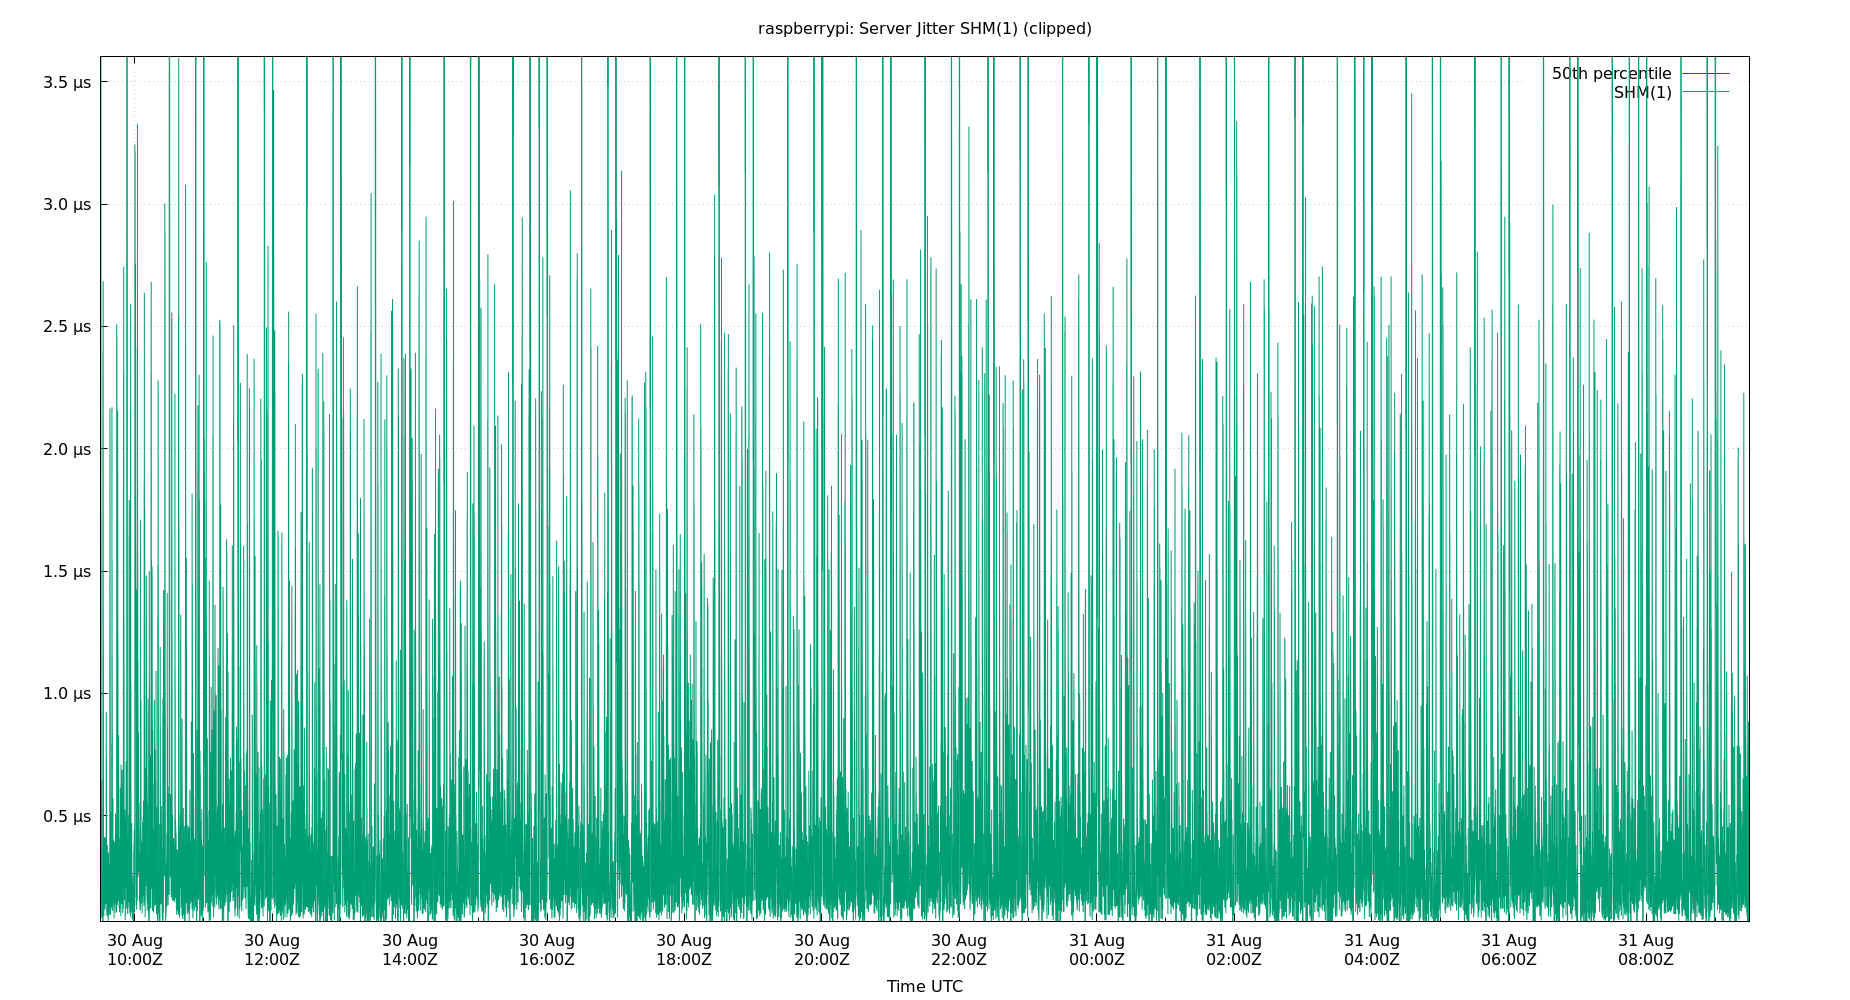 raspberrypi: Server Jitter SHM(1) (clipped)
50th percentile
SHM(1)
3.5 µs
3.0 µs
2.5 µs
2.0 µs
1.5 µs
1.0 µs
0.5 µs
30 Aug 30 Aug 30 Aug 30 Aug 30 Aug 30 Aug 30 Aug 31 Aug 31 Aug 31 Aug 31 Aug 31 Aug
10:00Z 12:00Z 14:00Z 16:00Z 18:00Z 20:00Z 22:00Z 00:00Z 02:00Z 04:00Z 06:00Z 08:00Z
Time UTC